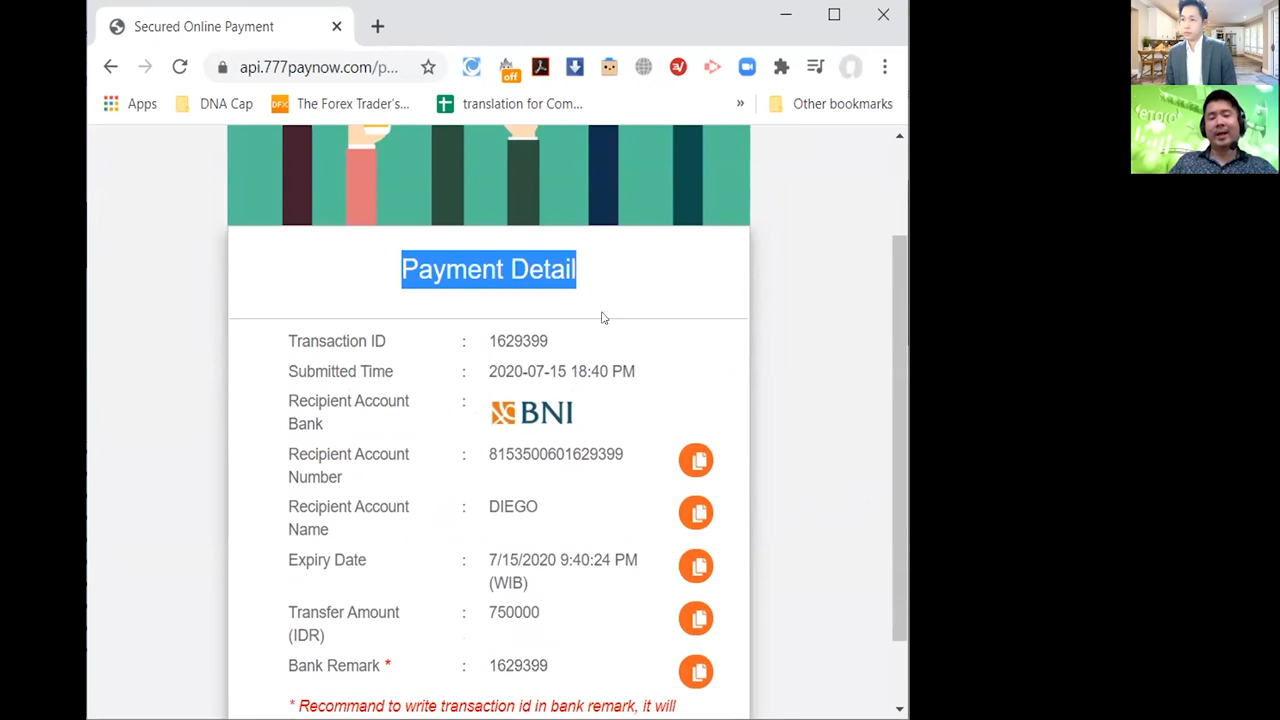 Secured Online Payment
api.777paynow.com/p...
off
Apps
DNA Cap
DFX
The Forex Trader's...
translation for Com...
»
Other bookmarks
eToro
Payment Detail
Transaction ID : 1629399
Submitted Time : 2020-07-15 18:40 PM
Recipient Account : BNI
Bank
Recipient Account : 8153500601629399
Number
Recipient Account : DIEGO
Name
Expiry Date : 7/15/2020 9:40:24 PM
(WIB)
Transfer Amount : 750000
(IDR)
Bank Remark * : 1629399
* Recommand to write transaction id in bank remark, it will